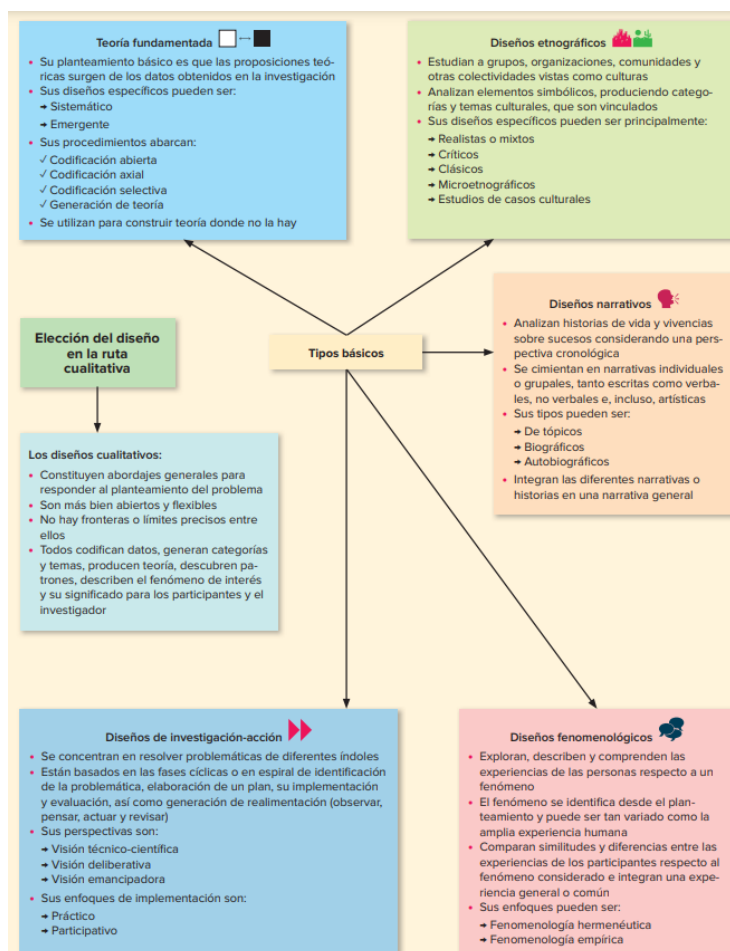 Teoría fundamentada
• Su planteamiento básico es que las proposiciones teó-
ricas surgen de los datos obtenidos en la investigación
• Sus diseños específicos pueden ser:
➜ Sistemático
➜ Emergente
• Sus procedimientos abarcan:
✓ Codificación abierta
✓ Codificación axial
✓ Codificación selectiva
✓ Generación de teoría
• Se utilizan para construir teoría donde no la hay
Diseños etnográficos
• Estudian a grupos, organizaciones, comunidades y
otras colectividades vistas como culturas
• Analizan elementos simbólicos, produciendo catego-
rías y temas culturales, que son vinculados
• Sus diseños específicos pueden ser principalmente:
➜ Realistas o mixtos
➜ Críticos
➜ Clásicos
➜ Microetnográficos
➜ Estudios de casos culturales
Elección del diseño
en la ruta
cualitativa
Tipos básicos
Diseños narrativos
• Analizan historias de vida y vivencias
sobre sucesos considerando una pers-
pectiva cronológica
• Se cimientan en narrativas individuales
o grupales, tanto escritas como verba-
les, no verbales e, incluso, artísticas
• Sus tipos pueden ser:
➜ De tópicos
➜ Biográficos
➜ Autobiográficos
• Integran las diferentes narrativas o
historias en una narrativa general
Los diseños cualitativos:
• Constituyen abordajes generales para
responder al planteamiento del problema
• Son más bien abiertos y flexibles
• No hay fronteras o límites precisos entre
ellos
• Todos codifican datos, generan categorías
y temas, producen teoría, descubren pa-
trones, describen el fenómeno de interés
y su significado para los participantes y el
investigador
Diseños de investigación-acción
• Se concentran en resolver problemáticas de diferentes índoles
• Están basados en las fases cíclicas o en espiral de identificación
de la problemática, elaboración de un plan, su implementación
y evaluación, así como generación de realimentación (observar,
pensar, actuar y revisar)
• Sus perspectivas son:
➜ Visión técnico-científica
➜ Visión deliberativa
➜ Visión emancipadora
• Sus enfoques de implementación son:
➜ Práctico
➜ Participativo
Diseños fenomenológicos
• Exploran, describen y comprenden las
experiencias de las personas respecto a un
fenómeno
• El fenómeno se identifica desde el plan-
teamiento y puede ser tan variado como la
amplia experiencia humana
• Comparan similitudes y diferencias entre las
experiencias de los participantes respecto al
fenómeno considerado e integran una expe-
riencia general o común
• Sus enfoques pueden ser:
➜ Fenomenología hermenéutica
➜ Fenomenología empírica